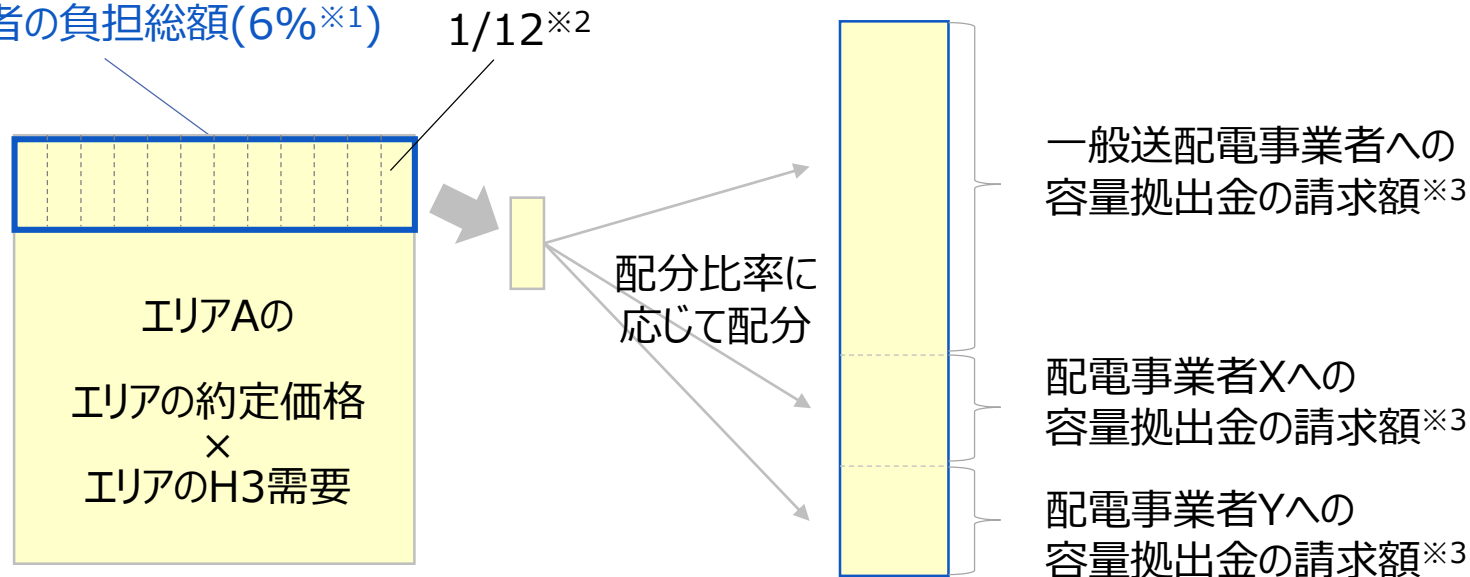 者の負担総額(6%※1)
1/12※2
エリアAの
エリアの約定価格
×
エリアのH3需要
配分比率に
応じて配分
一般送配電事業者への
容量拠出金の請求額※3
配電事業者Xへの
容量拠出金の請求額※3
配電事業者Yへの
容量拠出金の請求額※3